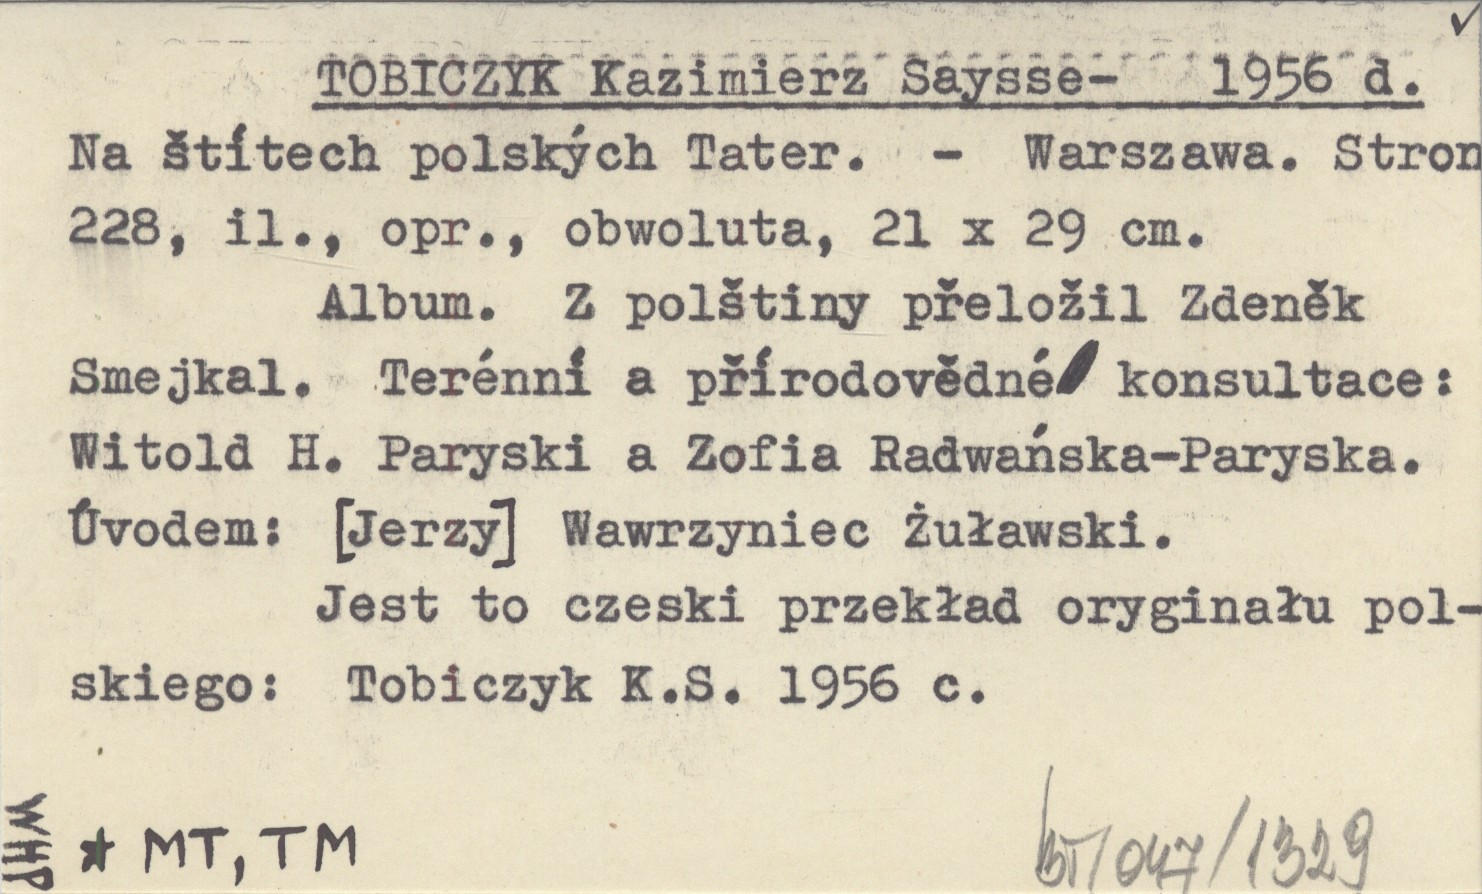 TOBICZYK Kazimierz Saysse- 1956 d.
Na štítech polských Tater. - Warszawa. Stron
228, il., opr., obwoluta, 21 x 29 cm.
Album. Z polštiny přeložil Zdeněk
Smejkal. Terénní a přírodovědné konsultace:
Witold H. Paryski a Zofia Radwańska-Paryska.
Úvodem: [Jerzy] Wawrzyniec Żuławski.
Jest to czeski przekład oryginału pol-
skiego: Tobiczyk K.S. 1956 c.
WHP
* MT, TM
BT/047/1329